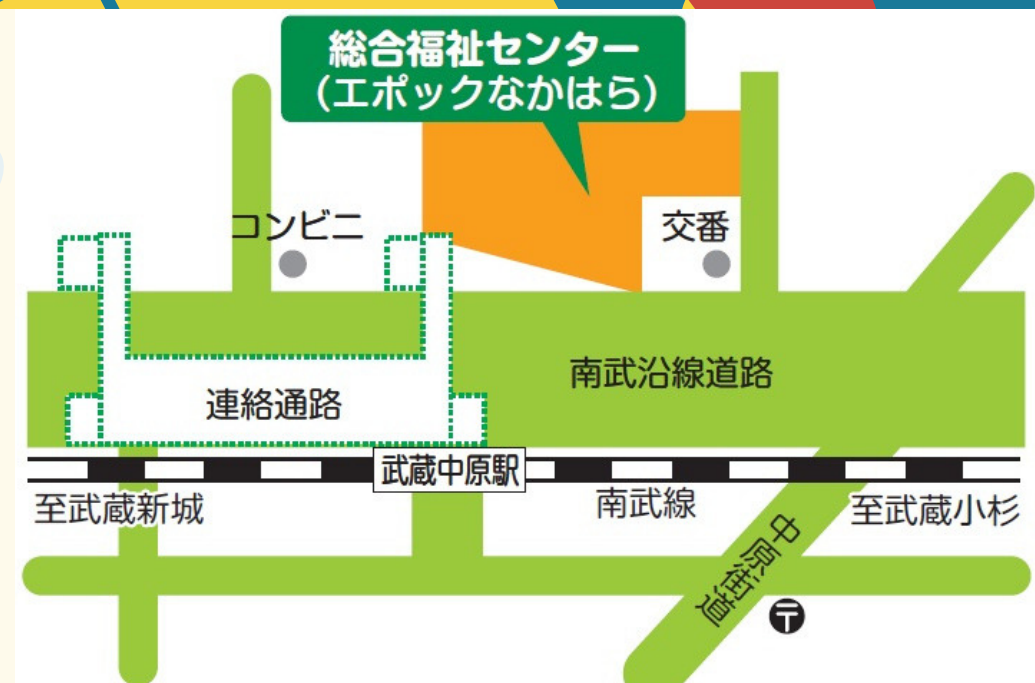 総合福祉センター
(エポックなかはら)
コンビニ
交番
南武沿線道路
連絡通路
武蔵中原駅
至武蔵新城
南武線
至武蔵小杉
中原街道
〒